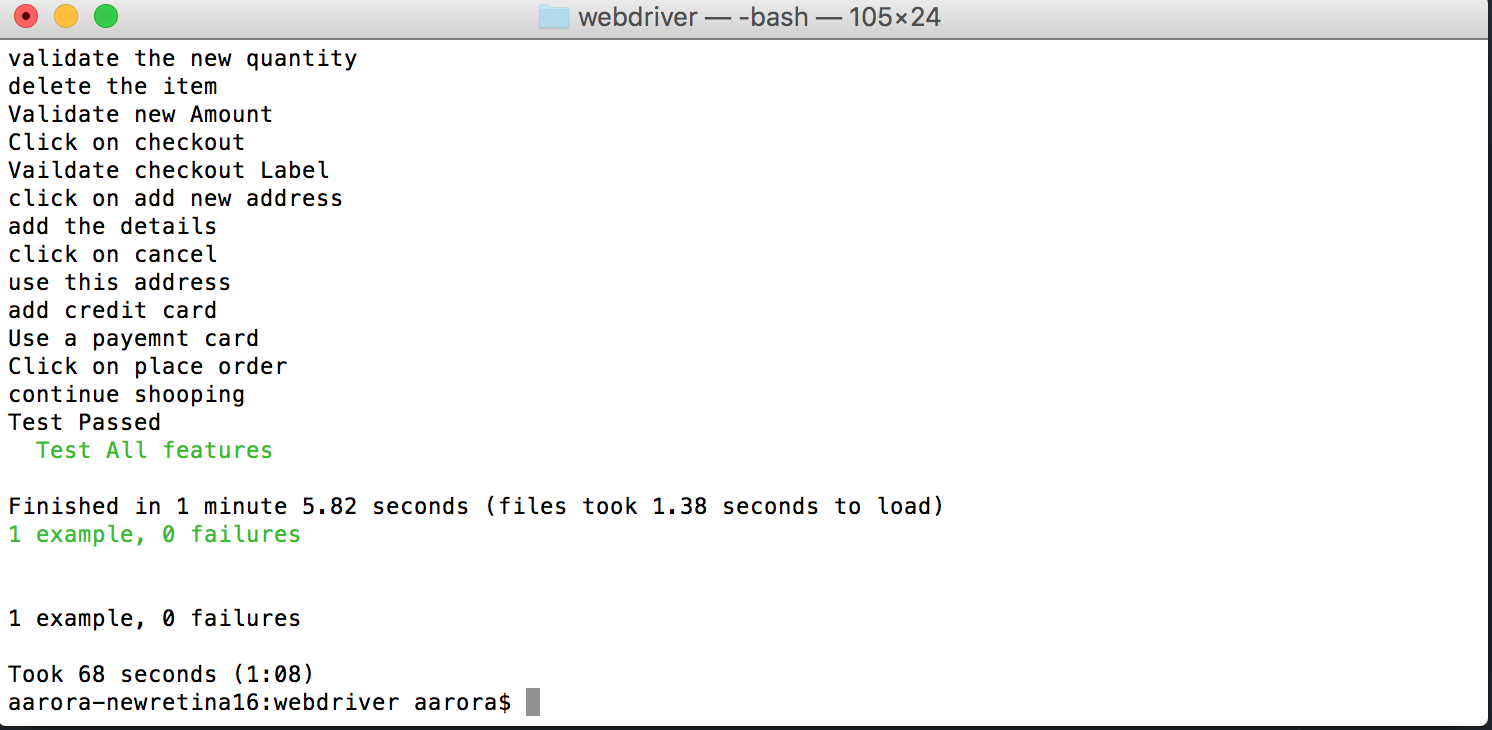 webdriver — -bash — 105×24
validate the new quantity
delete the item
Validate new Amount
Click on checkout
Vaildate checkout Label
click on add new address
add the details
click on cancel
use this address
add credit card
Use a payemnt card
Click on place order
continue shooping
Test Passed
Test All features
Finished in 1 minute 5.82 seconds (files took 1.38 seconds to load)
1 example, 0 failures
1 example, 0 failures
Took 68 seconds (1:08)
aarora-newretina16:webdriver aarora$